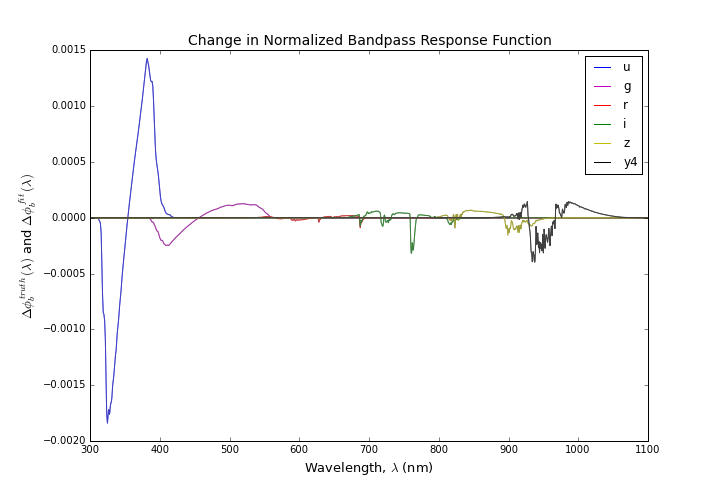 Change in Normalized Bandpass Response Function
0.0015
0.0010
0.0005
0.0000
−0.0005
−0.0010
−0.0015
−0.0020
Δϕ_b^{truth}(λ) and Δϕ_b^{fit}(λ)
u
g
r
i
z
y4
300 400 500 600 700 800 900 1000 1100
Wavelength, λ (nm)